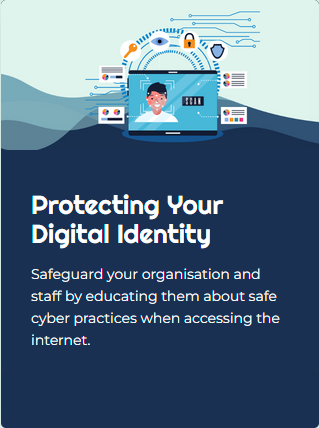 SCAN
Protecting Your
Digital Identity
Safeguard your organisation and
staff by educating them about safe
cyber practices when accessing the
internet.